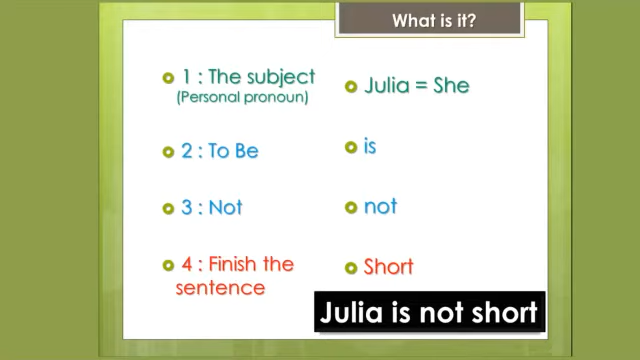 What is it?
1 : The subject
(Personal pronoun)
2 : To Be
3 : Not
4 : Finish the
sentence
Julia = She
is
not
Short
Julia is not short